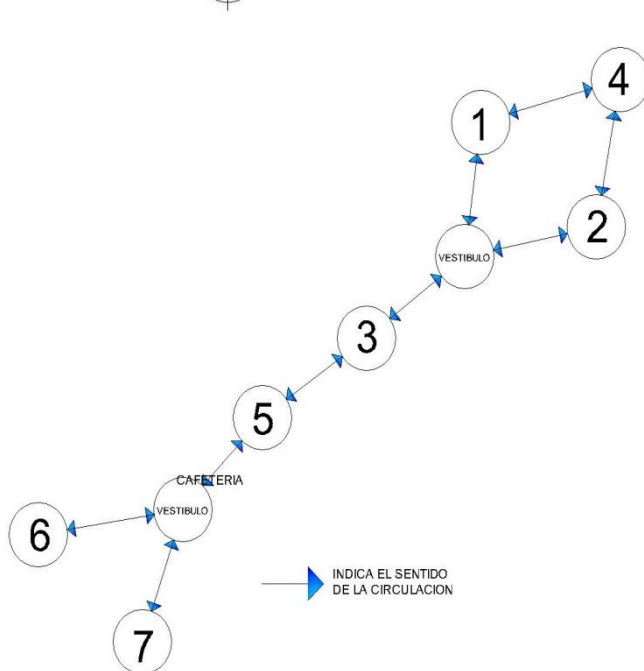 4
1
2
VESTIBULO
3
5
CAFETERIA
VESTIBULO
6
INDICA EL SENTIDO
DE LA CIRCULACION
7